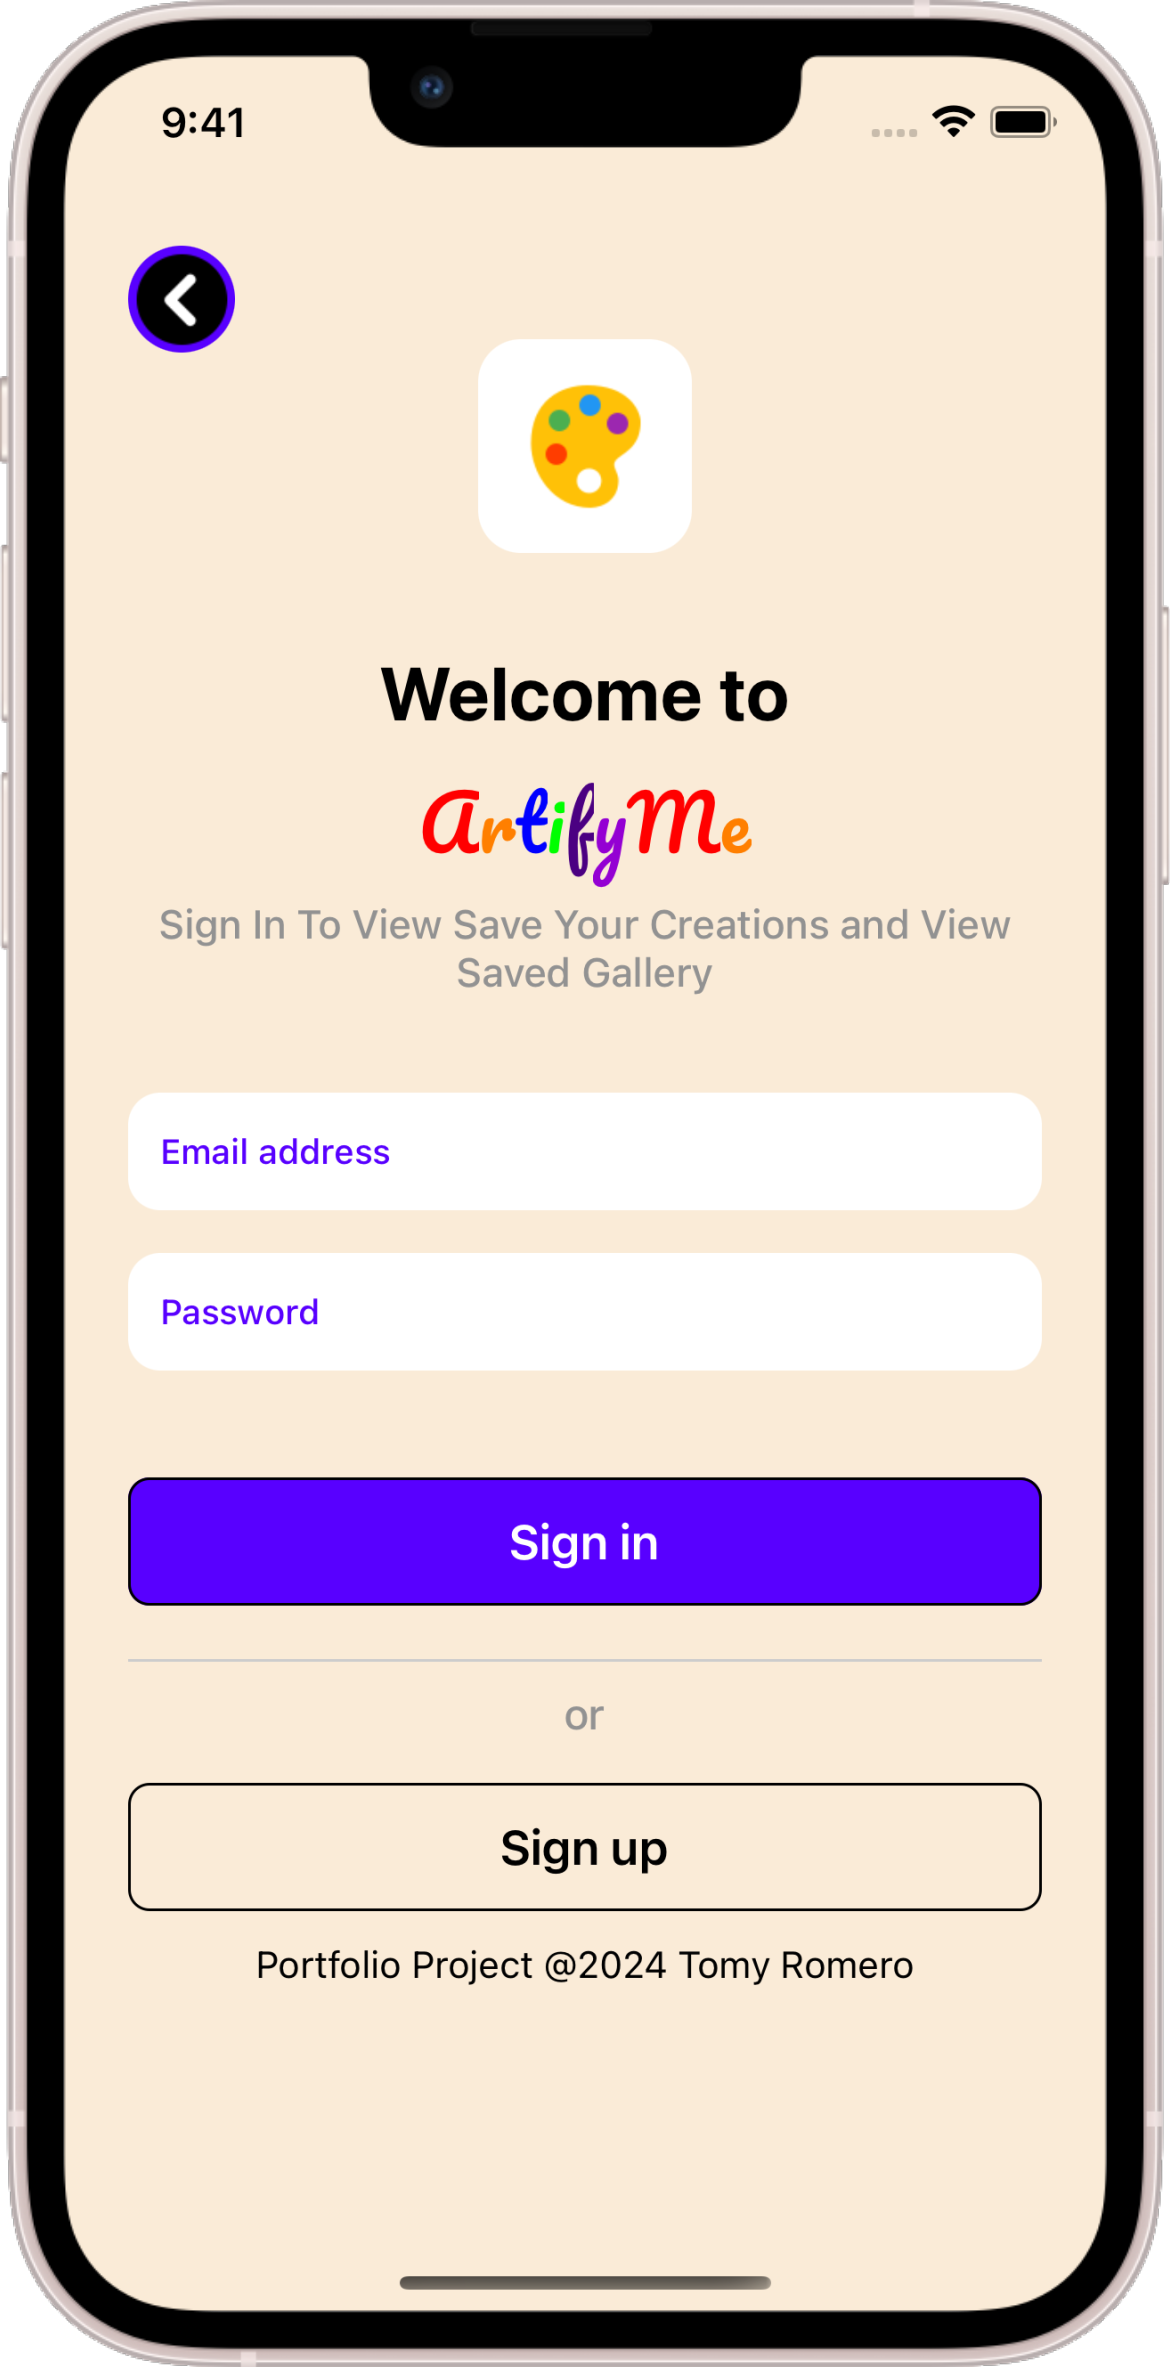 9:41
Welcome to
ArtifyMe
Sign In To View Save Your Creations and View
Saved Gallery
Email address
Password
Sign in
or
Sign up
Portfolio Project @2024 Tomy Romero